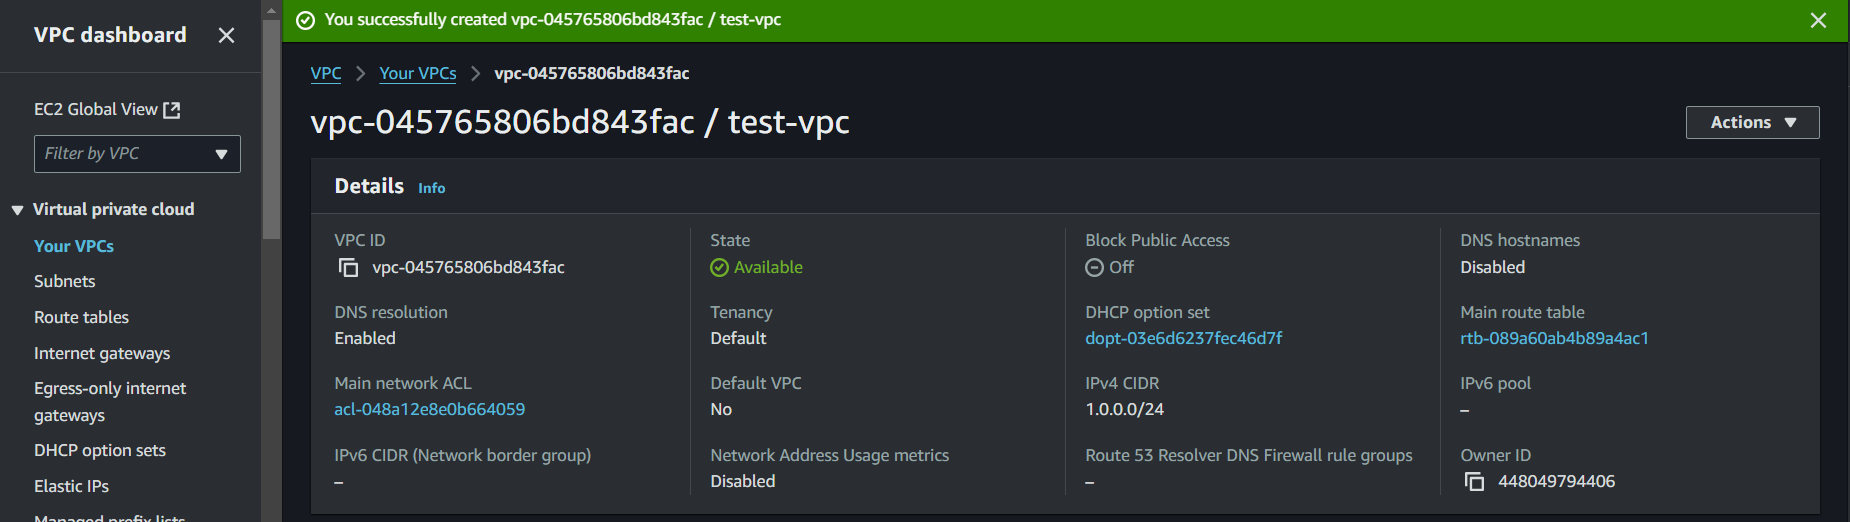 VPC dashboard
EC2 Global View
Filter by VPC
Virtual private cloud
Your VPCs
Subnets
Route tables
Internet gateways
Egress-only internet
gateways
DHCP option sets
Elastic IPs
Managed prefix lists
You successfully created vpc-045765806bd843fac / test-vpc
VPC > Your VPCs > vpc-045765806bd843fac
vpc-045765806bd843fac / test-vpc
Actions
Details Info
VPC ID
vpc-045765806bd843fac
State
Available
Block Public Access
Off
DNS hostnames
Disabled
DNS resolution
Enabled
Tenancy
Default
DHCP option set
dopt-03e6d6237fec46d7f
Main route table
rtb-089a60ab4b89a4ac1
Main network ACL
acl-048a12e8e0b664059
Default VPC
No
IPv4 CIDR
1.0.0.0/24
IPv6 pool
–
IPv6 CIDR (Network border group)
–
Network Address Usage metrics
Disabled
Route 53 Resolver DNS Firewall rule groups
–
Owner ID
448049794406